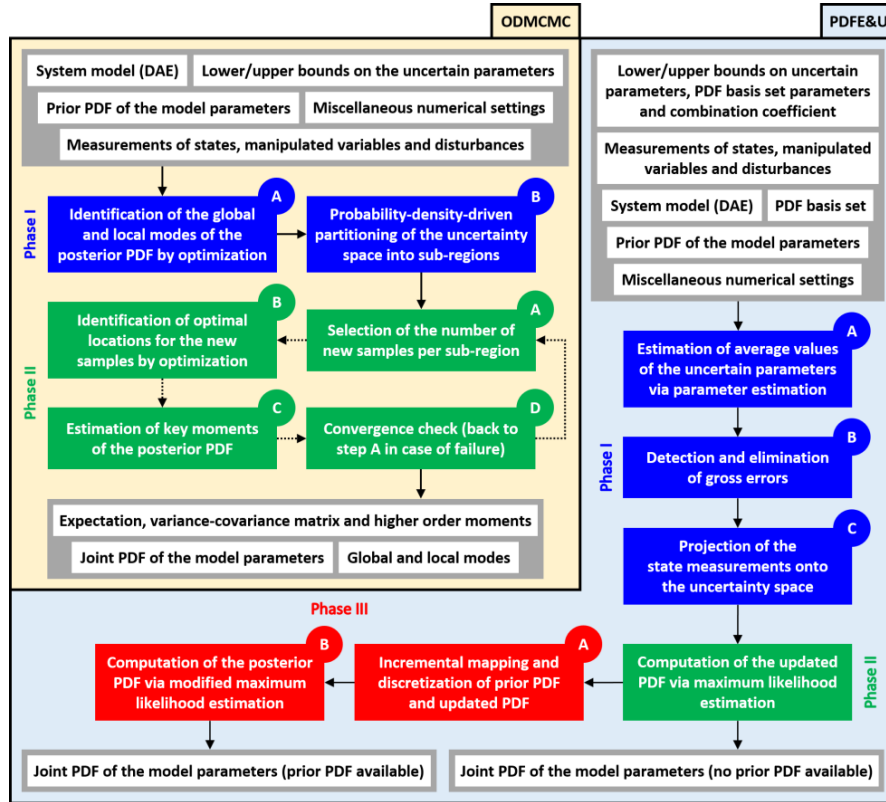 ODMCMC
PDFE&U
System model (DAE)
Lower/upper bounds on the uncertain parameters
Prior PDF of the model parameters
Miscellaneous numerical settings
Measurements of states, manipulated variables and disturbances
Phase I
A
Identification of the global
and local modes of the
posterior PDF by optimization
B
Probability-density-driven
partitioning of the uncertainty
space into sub-regions
Phase II
B
Identification of optimal
locations for the new
samples by optimization
A
Selection of the number of
new samples per sub-region
C
Estimation of key moments
of the posterior PDF
D
Convergence check (back to
step A in case of failure)
Expectation, variance-covariance matrix and higher order moments
Joint PDF of the model parameters
Global and local modes
Lower/upper bounds on uncertain
parameters, PDF basis set parameters
and combination coefficient
Measurements of states, manipulated
variables and disturbances
System model (DAE)
PDF basis set
Prior PDF of the model parameters
Miscellaneous numerical settings
Phase I
A
Estimation of average values
of the uncertain parameters
via parameter estimation
B
Detection and elimination
of gross errors
C
Projection of the
state measurements onto
the uncertainty space
Phase II
Computation of the updated
PDF via maximum likelihood
estimation
Phase III
A
Incremental mapping and
discretization of prior PDF
and updated PDF
B
Computation of the posterior
PDF via modified maximum
likelihood estimation
Joint PDF of the model parameters (prior PDF available)
Joint PDF of the model parameters (no prior PDF available)